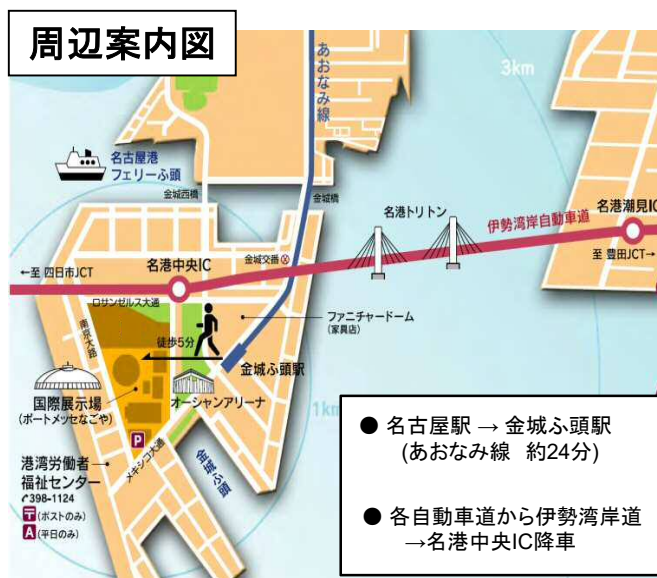 周辺案内図
あおなみ線
3km
名古屋港
フェリーふ頭
金城西橋
金城橋
名港トリトン
伊勢湾岸自動車道
名港潮見IC
至 豊田JCT→
←至 四日市JCT
名港中央IC
金城交番
ロサンゼルス大通
南京大路
徒歩5分
ファニチャードーム
(家具店)
金城ふ頭駅
国際展示場
(ポートメッセなごや)
オーシャンアリーナ
1km
P
メキシコ大通
金城ふ頭
港湾労働者
福祉センター
398-1124
〒(ポストのみ)
A(平日のみ)
● 名古屋駅 → 金城ふ頭駅
(あおなみ線 約24分)
● 各自動車道から伊勢湾岸道
→名港中央IC降車